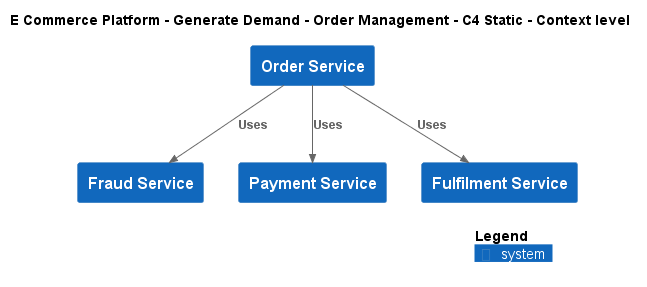 E Commerce Platform - Generate Demand - Order Management - C4 Static - Context level
Order Service
Uses
Uses
Uses
Fraud Service
Payment Service
Fulfilment Service
Legend
system